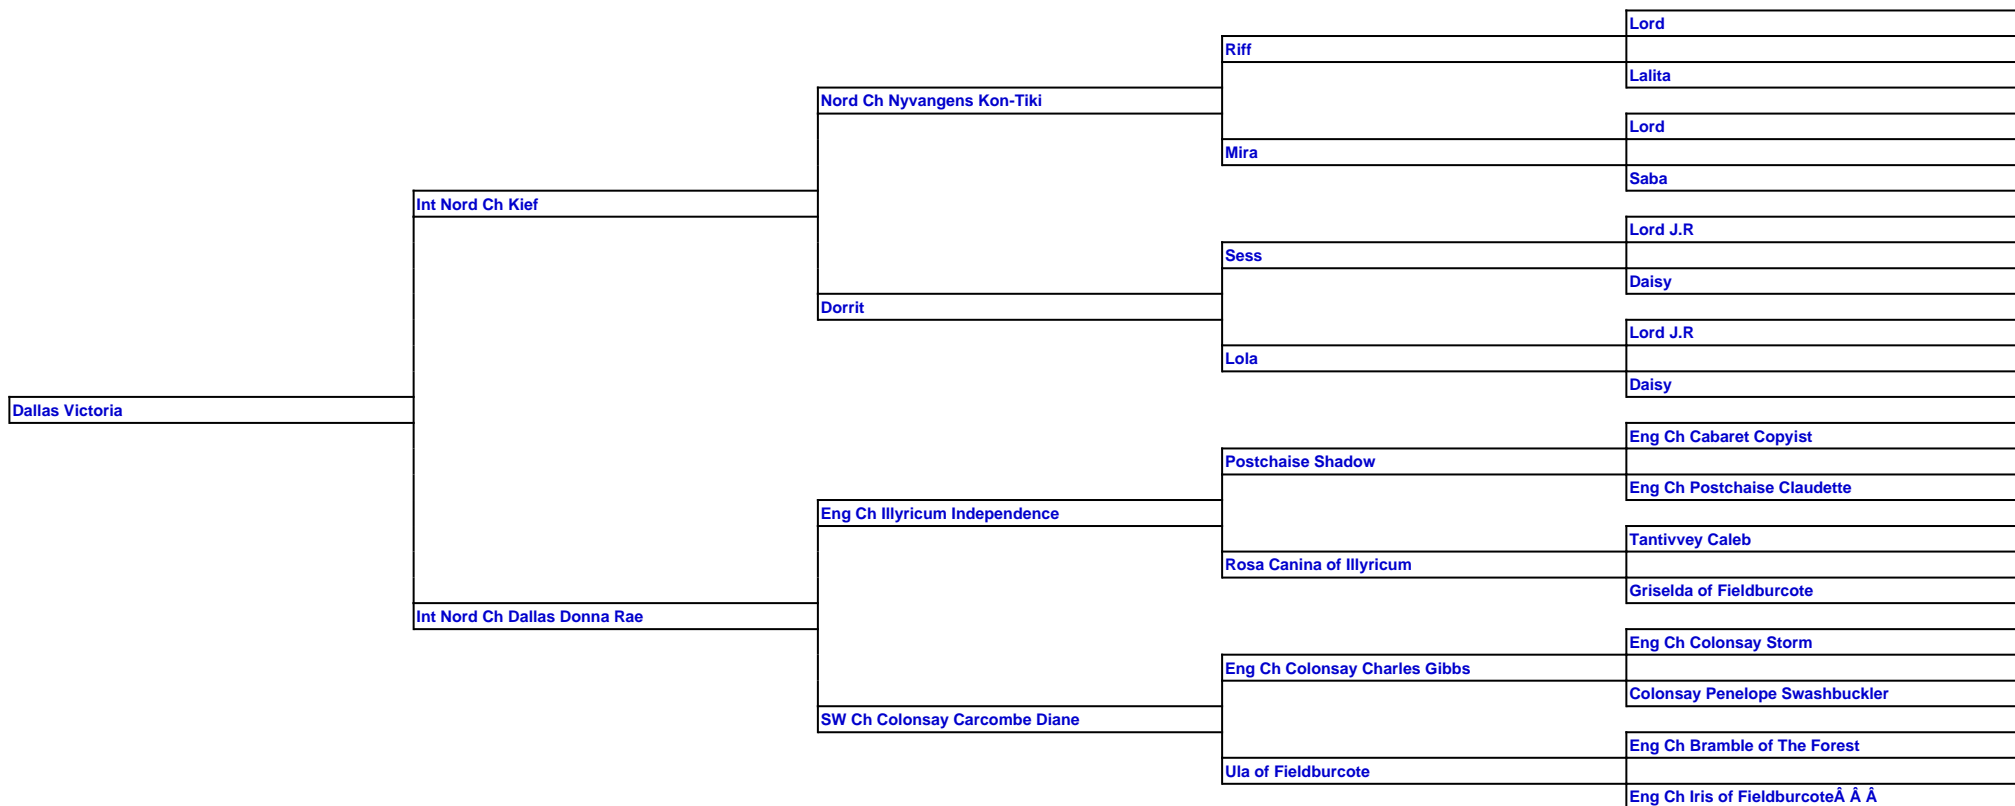 Lord
Riff
Lalita
Nord Ch Nyvangens Kon-Tiki
Lord
Mira
Saba
Int Nord Ch Kief
Lord J.R
Sess
Daisy
Dorrit
Lord J.R
Lola
Daisy
Dallas Victoria
Eng Ch Cabaret Copyist
Postchaise Shadow
Eng Ch Postchaise Claudette
Eng Ch Illyricum Independence
Tantivvey Caleb
Rosa Canina of Illyricum
Griselda of Fieldburcote
Int Nord Ch Dallas Donna Rae
Eng Ch Colonsay Storm
Eng Ch Colonsay Charles Gibbs
Colonsay Penelope Swashbuckler
SW Ch Colonsay Carcombe Diane
Eng Ch Bramble of The Forest
Ula of Fieldburcote
Eng Ch Iris of FieldburcoteÂ Â Â